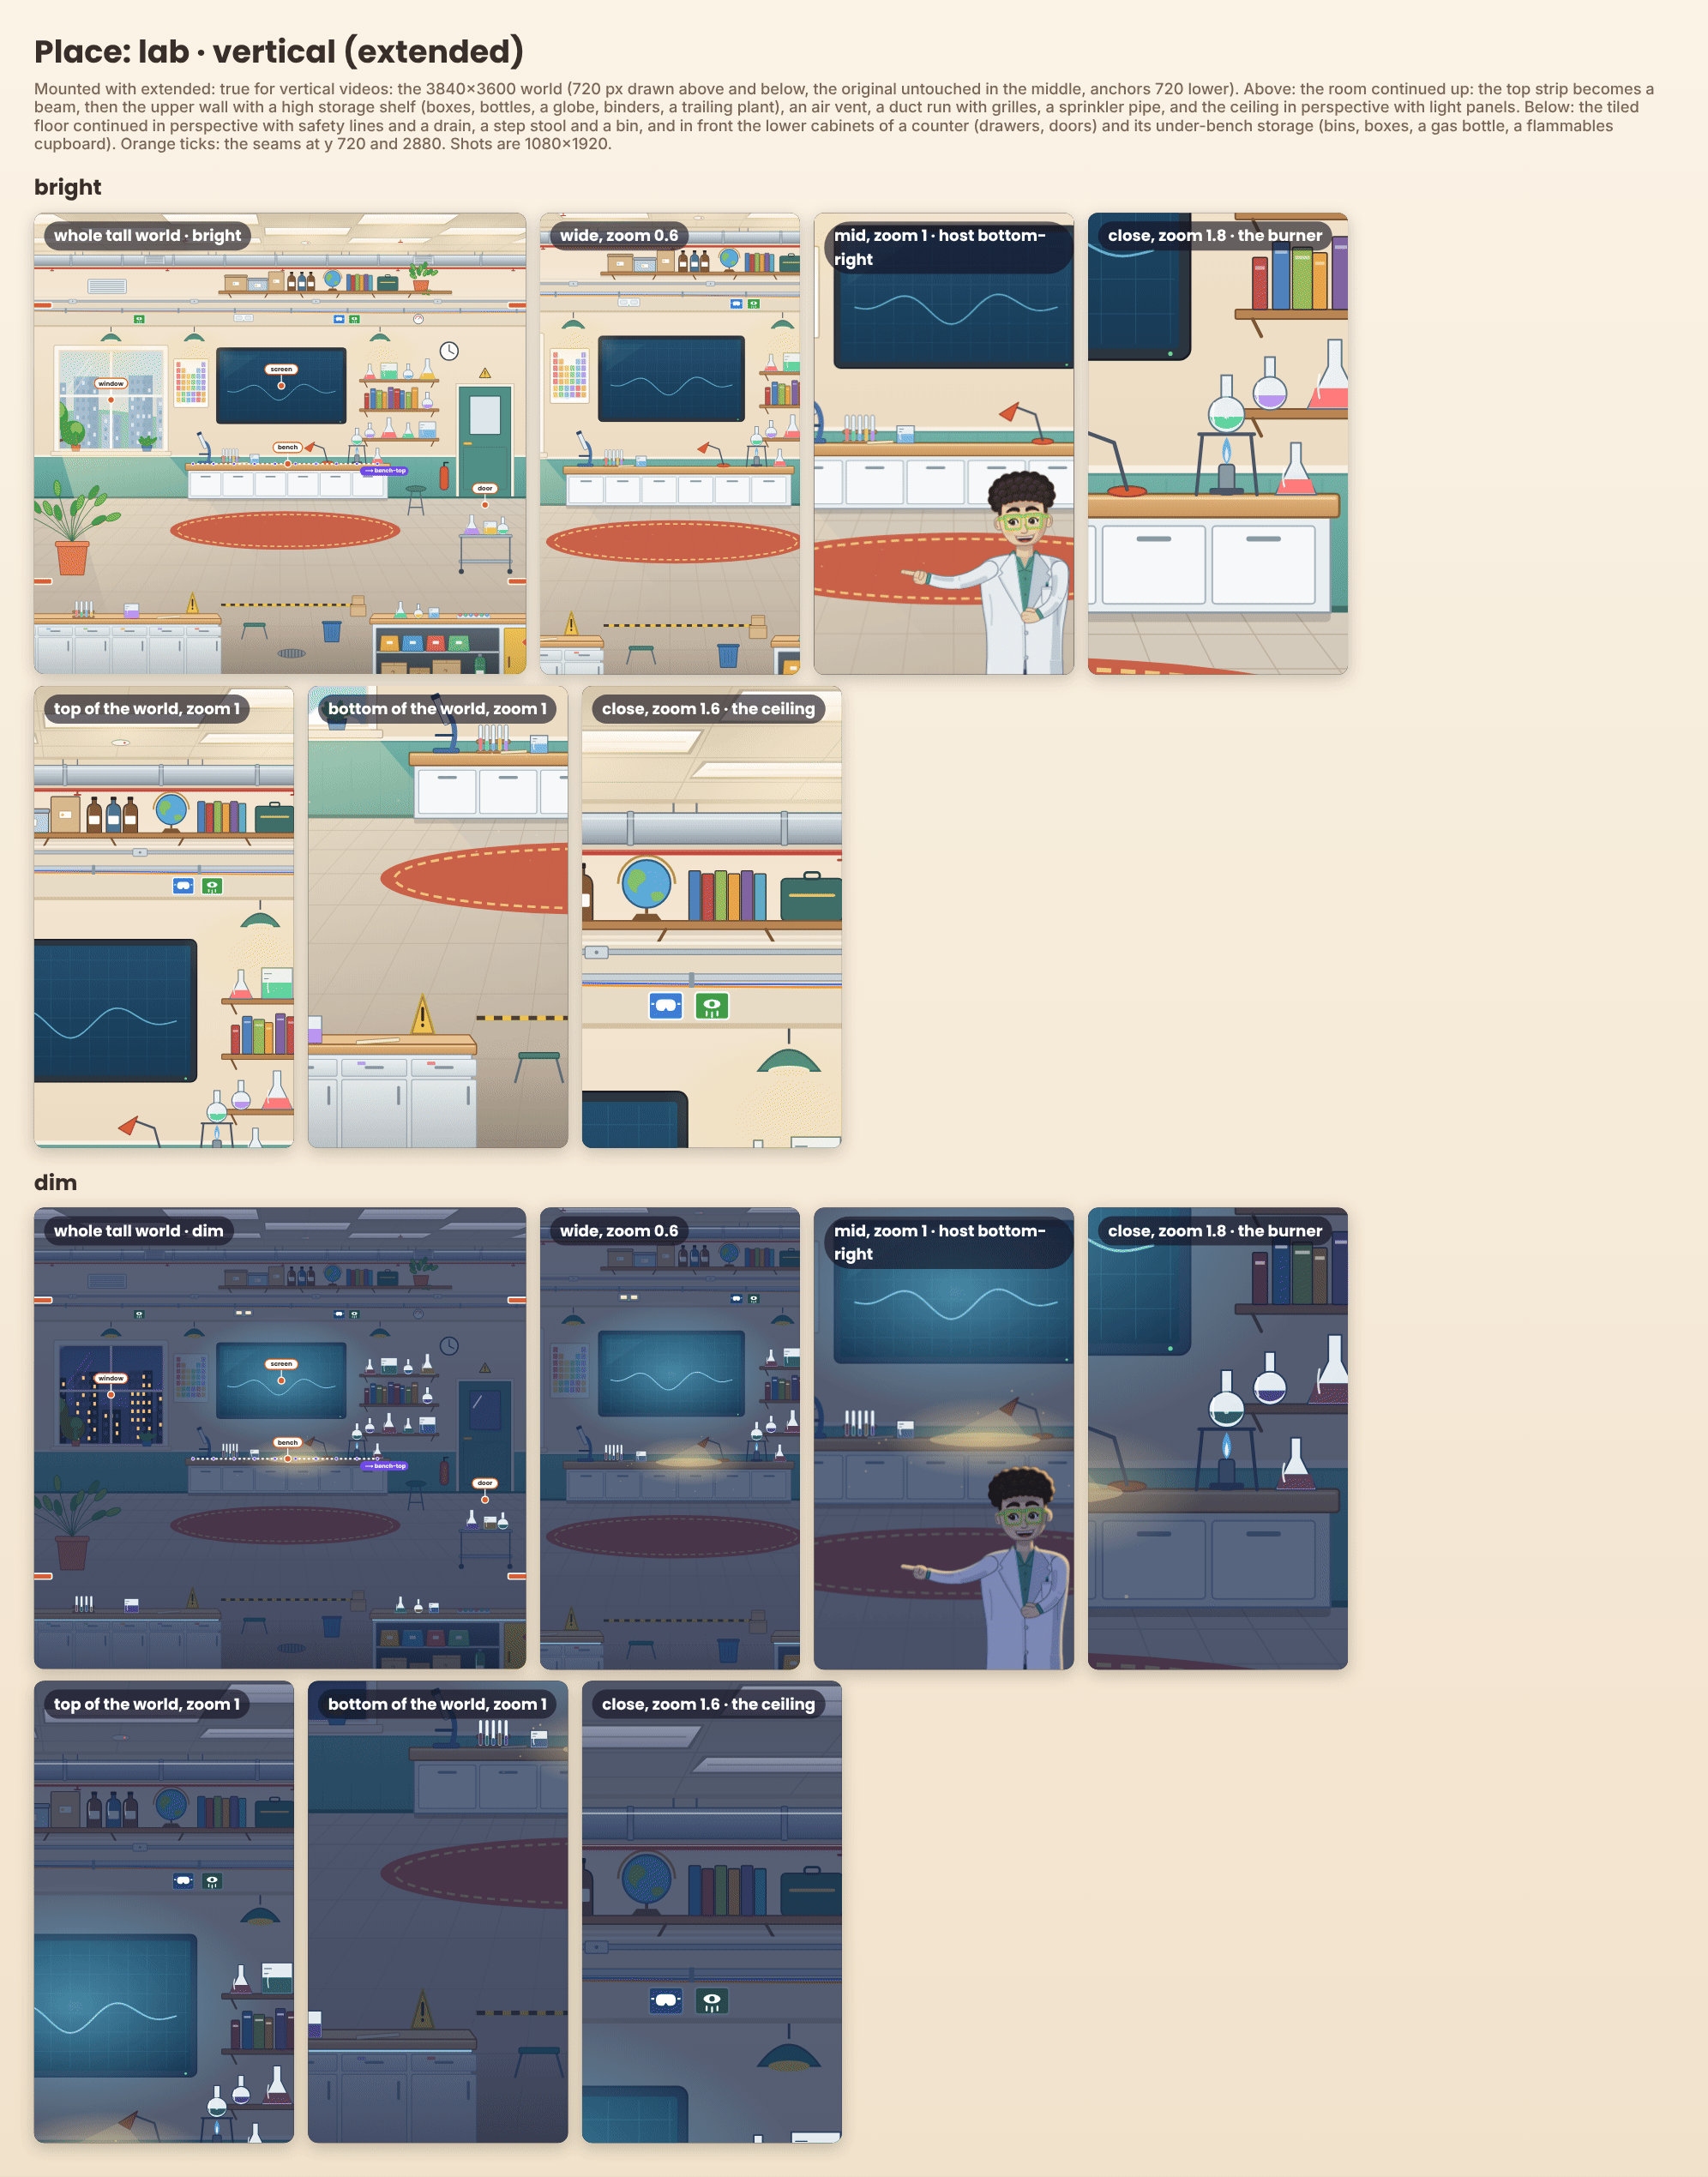 Place: lab · vertical (extended)
Mounted with extended: true for vertical videos: the 3840×3600 world (720 px drawn above and below, the original untouched in the middle, anchors 720 lower). Above: the room continued up: the top strip becomes a
beam, then the upper wall with a high storage shelf (boxes, bottles, a globe, binders, a trailing plant), an air vent, a duct run with grilles, a sprinkler pipe, and the ceiling in perspective with light panels. Below: the tiled
floor continued in perspective with safety lines and a drain, a step stool and a bin, and in front the lower cabinets of a counter (drawers, doors) and its under-bench storage (bins, boxes, a gas bottle, a flammables
cupboard). Orange ticks: the seams at y 720 and 2880. Shots are 1080×1920.
bright
whole tall world · bright
window
screen
bench
→ bench-top
door
wide, zoom 0.6
mid, zoom 1 · host bottom-
right
close, zoom 1.8 · the burner
top of the world, zoom 1
bottom of the world, zoom 1
close, zoom 1.6 · the ceiling
dim
whole tall world · dim
window
screen
bench
→ bench-top
door
wide, zoom 0.6
mid, zoom 1 · host bottom-
right
close, zoom 1.8 · the burner
top of the world, zoom 1
bottom of the world, zoom 1
close, zoom 1.6 · the ceiling